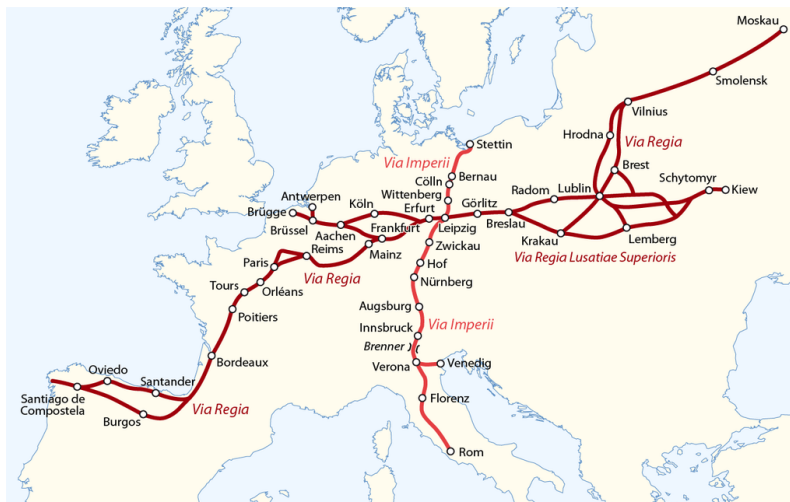 Moskau
Smolensk
Vilnius
Hrodna
Via Regia
Stettin
Via Imperii
Brest
Bernau
Cölln
Schytomyr
Antwerpen
Wittenberg
Görlitz
Radom
Lublin
Kiew
Köln
Erfurt
Brügge
Brüssel
Aachen
Frankfurt
Leipzig
Breslau
Krakau
Lemberg
Reims
Mainz
Zwickau
Via Regia Lusatiae Superioris
Paris
Via Regia
Hof
Tours
Orléans
Nürnberg
Poitiers
Augsburg
Innsbruck
Via Imperii
Brenner
Bordeaux
Verona
Venedig
Oviedo
Santander
Santiago de
Compostela
Burgos
Via Regia
Florenz
Rom